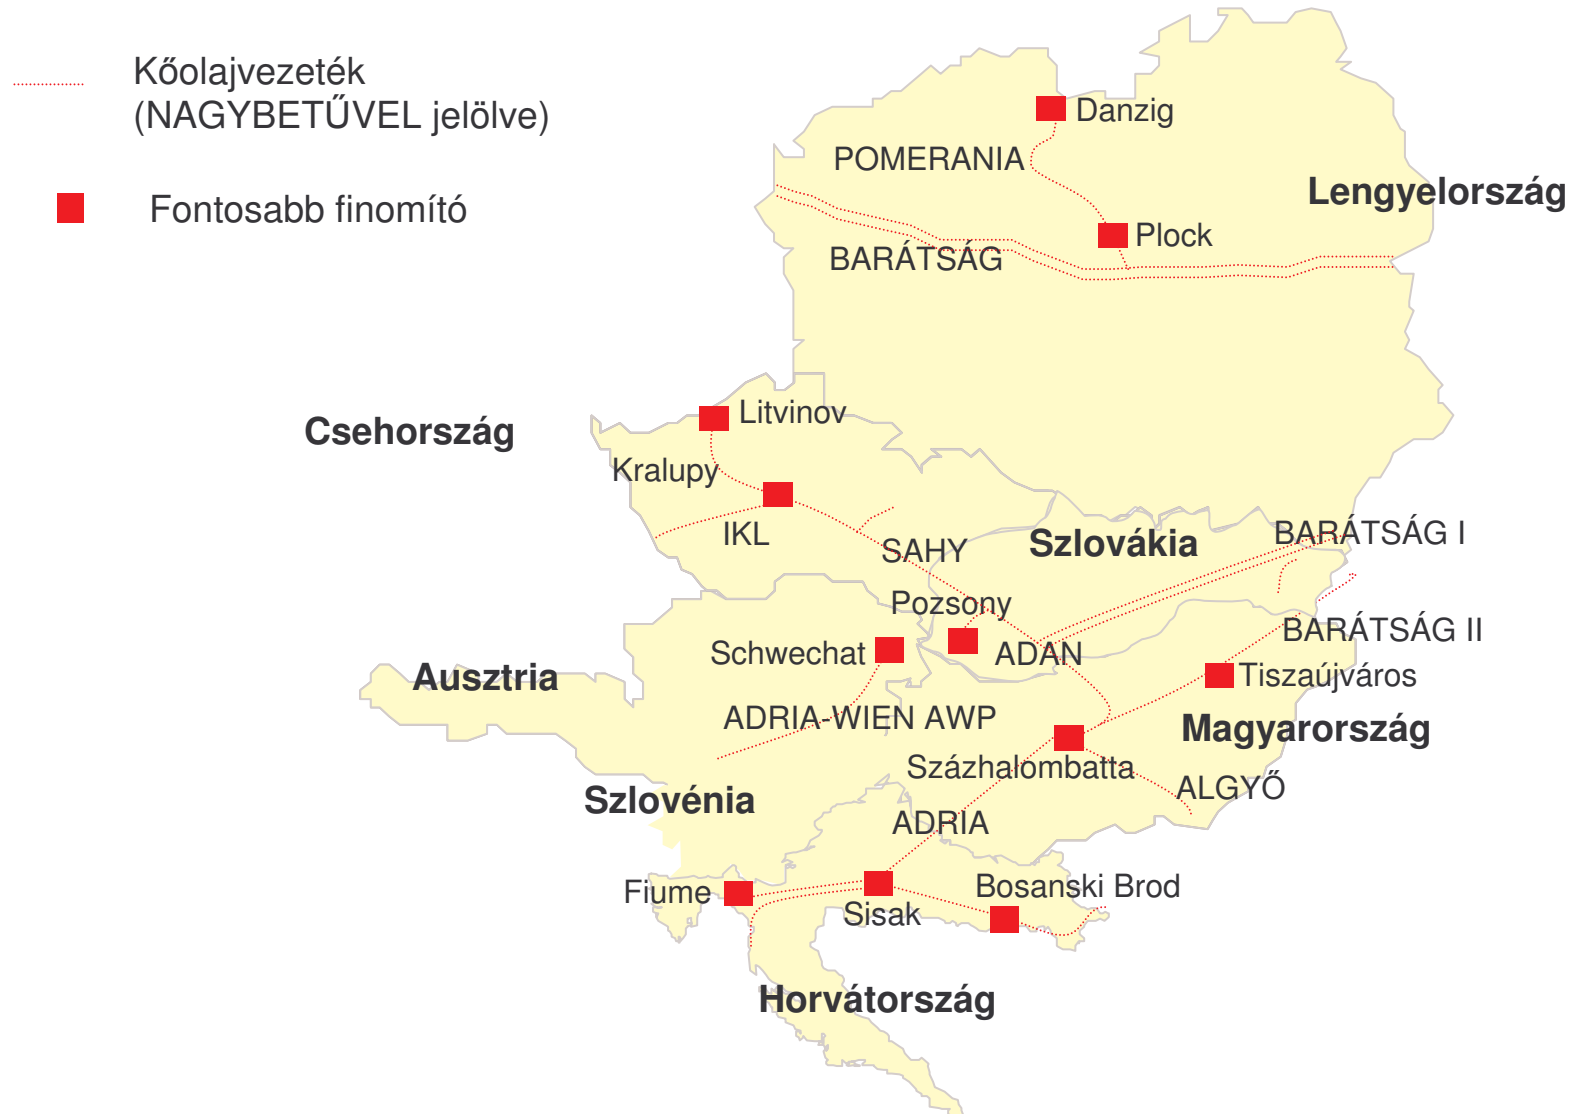 Kőolajvezeték
(NAGYBETŰVEL jelölve)
Fontosabb finomító
Danzig
POMERANIA
Lengyelország
Plock
BARÁTSÁG
Litvinov
Csehország
Kralupy
IKL
SAHY
Szlovákia
BARÁTSÁG I
Pozsony
BARÁTSÁG II
Schwechat
ADAN
Ausztria
Tiszaújváros
ADRIA-WIEN AWP
Magyarország
Százhalombatta
ALGYŐ
Szlovénia
ADRIA
Fiume
Bosanski Brod
Sisak
Horvátország